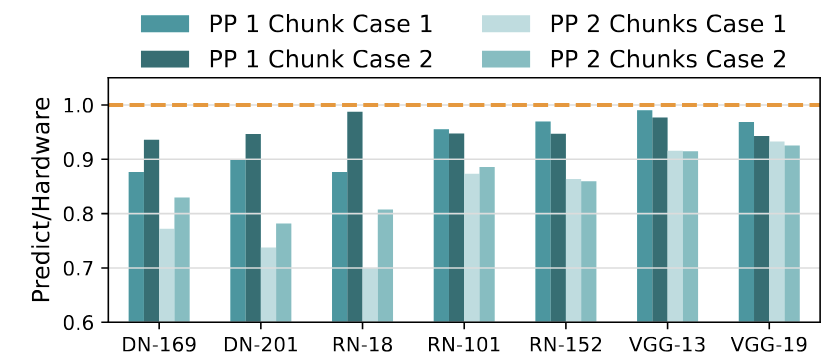 PP 1 Chunk Case 1
PP 2 Chunks Case 1
PP 1 Chunk Case 2
PP 2 Chunks Case 2
Predict/Hardware
1.0
0.9
0.8
0.7
0.6
DN-169 DN-201 RN-18 RN-101 RN-152 VGG-13 VGG-19